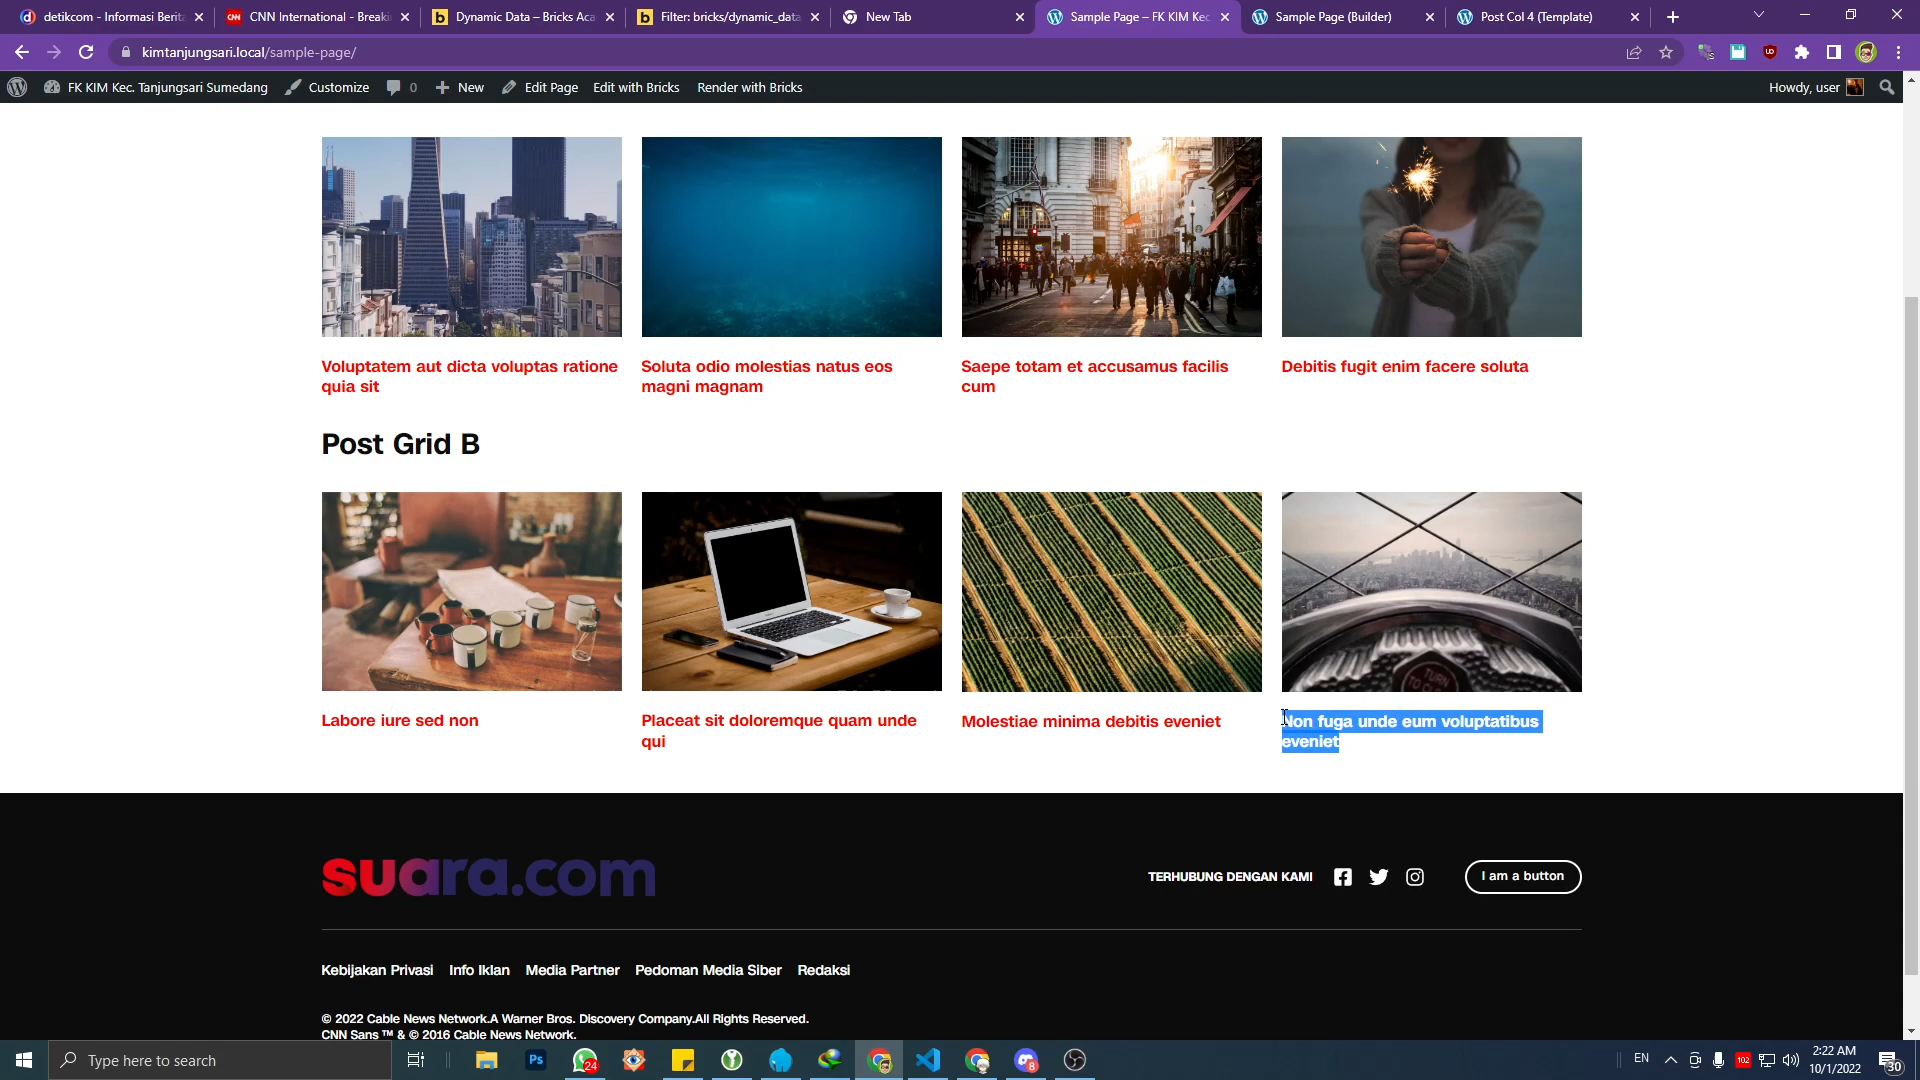 detikcom - Informasi Berita
CNN International - Breaki
Dynamic Data – Bricks Aca
Filter: bricks/dynamic_data
New Tab
Sample Page – FK KIM Kec
Sample Page (Builder)
Post Col 4 (Template)
kimtanjungsari.local/sample-page/
FK KIM Kec. Tanjungsari Sumedang
Customize
0
New
Edit Page
Edit with Bricks
Render with Bricks
Howdy, user
Voluptatem aut dicta voluptas ratione
quia sit
Soluta odio molestias natus eos
magni magnam
Saepe totam et accusamus facilis
cum
Debitis fugit enim facere soluta
Post Grid B
TURN
Labore iure sed non
Placeat sit doloremque quam unde
qui
Molestiae minima debitis eveniet
Non fuga unde eum voluptatibus
eveniet
suara.com
TERHUBUNG DENGAN KAMI
I am a button
Kebijakan Privasi
Info Iklan
Media Partner
Pedoman Media Siber
Redaksi
© 2022 Cable News Network.A Warner Bros. Discovery Company.All Rights Reserved.
CNN Sans ™ & © 2016 Cable News Network.
Type here to search
Ps
24
8
EN
102
2:22 AM
10/1/2022
30